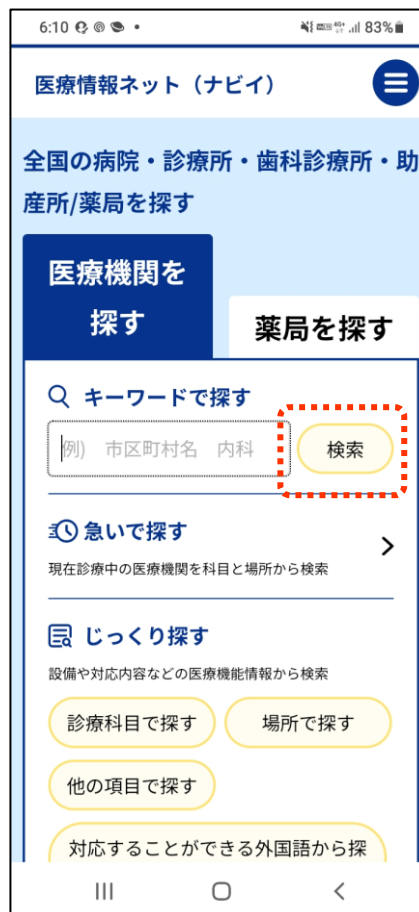 6:10 83%
医療情報ネット（ナビイ）
全国の病院・診療所・歯科診療所・助
産所/薬局を探す
医療機関を
探す
薬局を探す
キーワードで探す
例) 市区町村名 内科
検索
急いで探す
現在診療中の医療機関を科目と場所から検索
じっくり探す
設備や対応内容などの医療機能情報から検索
診療科目で探す 場所で探す
他の項目で探す
対応することができる外国語から探